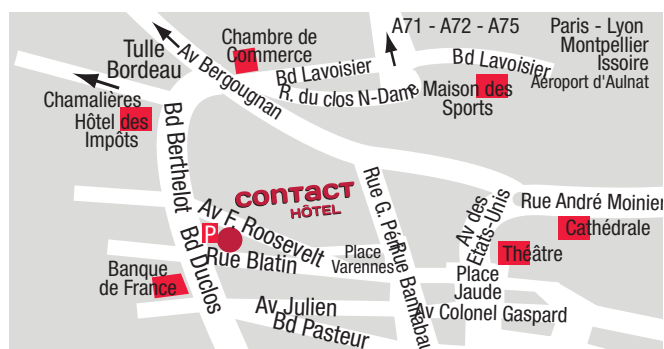 A71 - A72 - A75
Paris - Lyon
Montpellier
Issoire
Aéroport d'Aulnat
Tulle
Bordeau
Chambre de
Commerce
Av Bergougnan
Bd Lavoisier
Bd Lavoisier
R. du clos N-Dame
Maison des
Sports
Chamalières
Hôtel des
Impôts
Bd Berthelot
CONTACT
HÔTEL
Rue G. Péri
Av des
Etats-Unis
Rue André Moinier
Cathédrale
Av F. Roosevelt
P
Rue Blatin
Place
Varennes
Rue Bannabaud
Théâtre
Place
Jaude
Bd Duclos
Banque
de France
Av Julien
Bd Pasteur
Av Colonel Gaspard